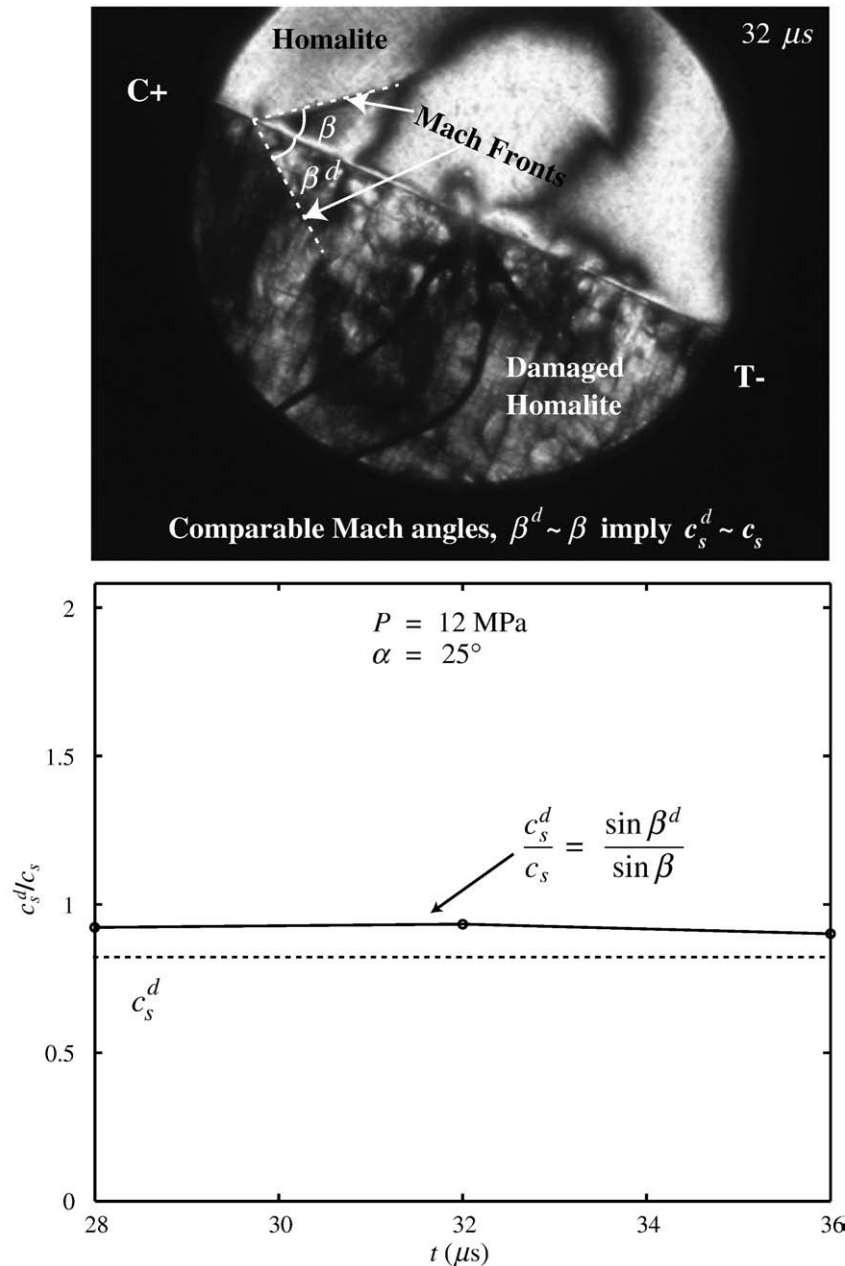 Homalite
32 μs
C+
Mach Fronts
β
β^d
Damaged
Homalite
T-
Comparable Mach angles, β^d ~ β imply c_s^d ~ c_s
2
P = 12 MPa
α = 25°
1.5
c_s^d/c_s = sin β^d/sin β
c_s^d/c_s
1
c_s^d
0.5
0
28 30 32 34 36
t (μs)